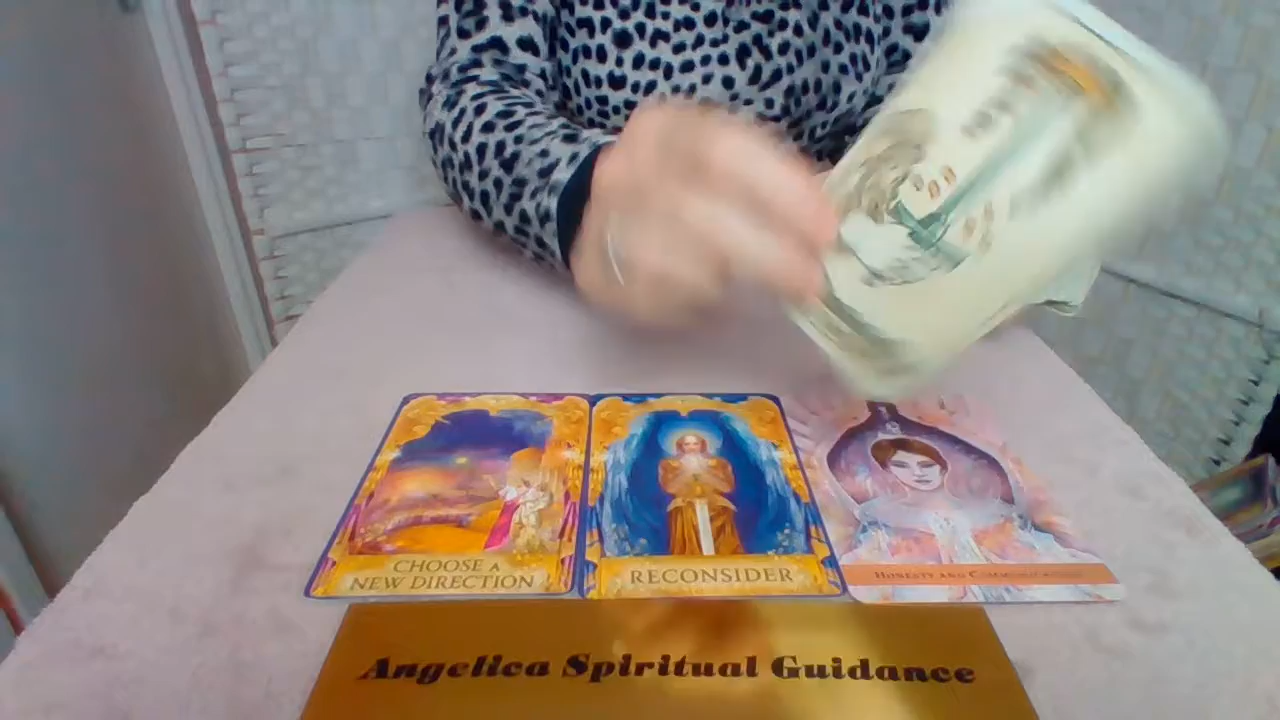 CHOOSE A
NEW DIRECTION
RECONSIDER
HONESTY AND COMMUNICATION
Angelica Spiritual Guidance